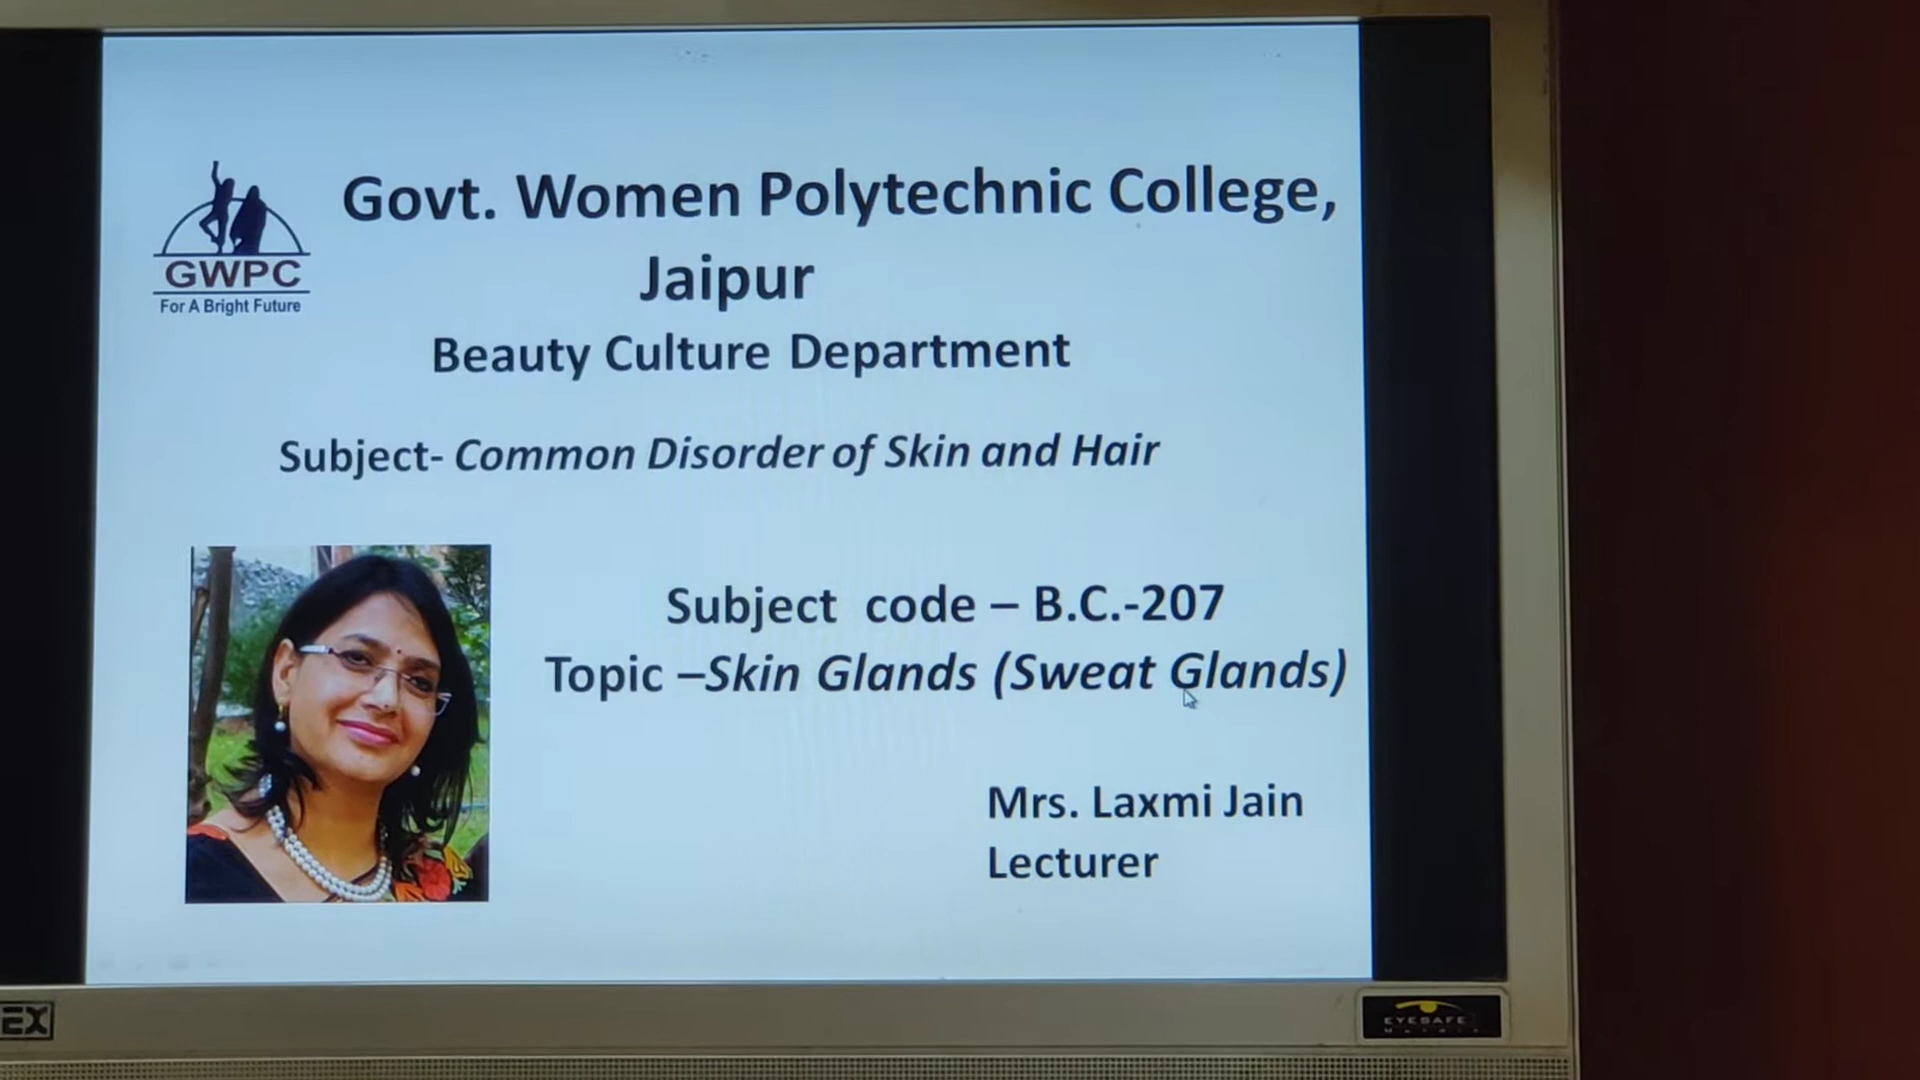 Govt. Women Polytechnic College,
Jaipur
GWPC
For A Bright Future
Beauty Culture Department
Subject- Common Disorder of Skin and Hair
Subject code – B.C.-207
Topic –Skin Glands (Sweat Glands)
Mrs. Laxmi Jain
Lecturer
EX
EYESAFE